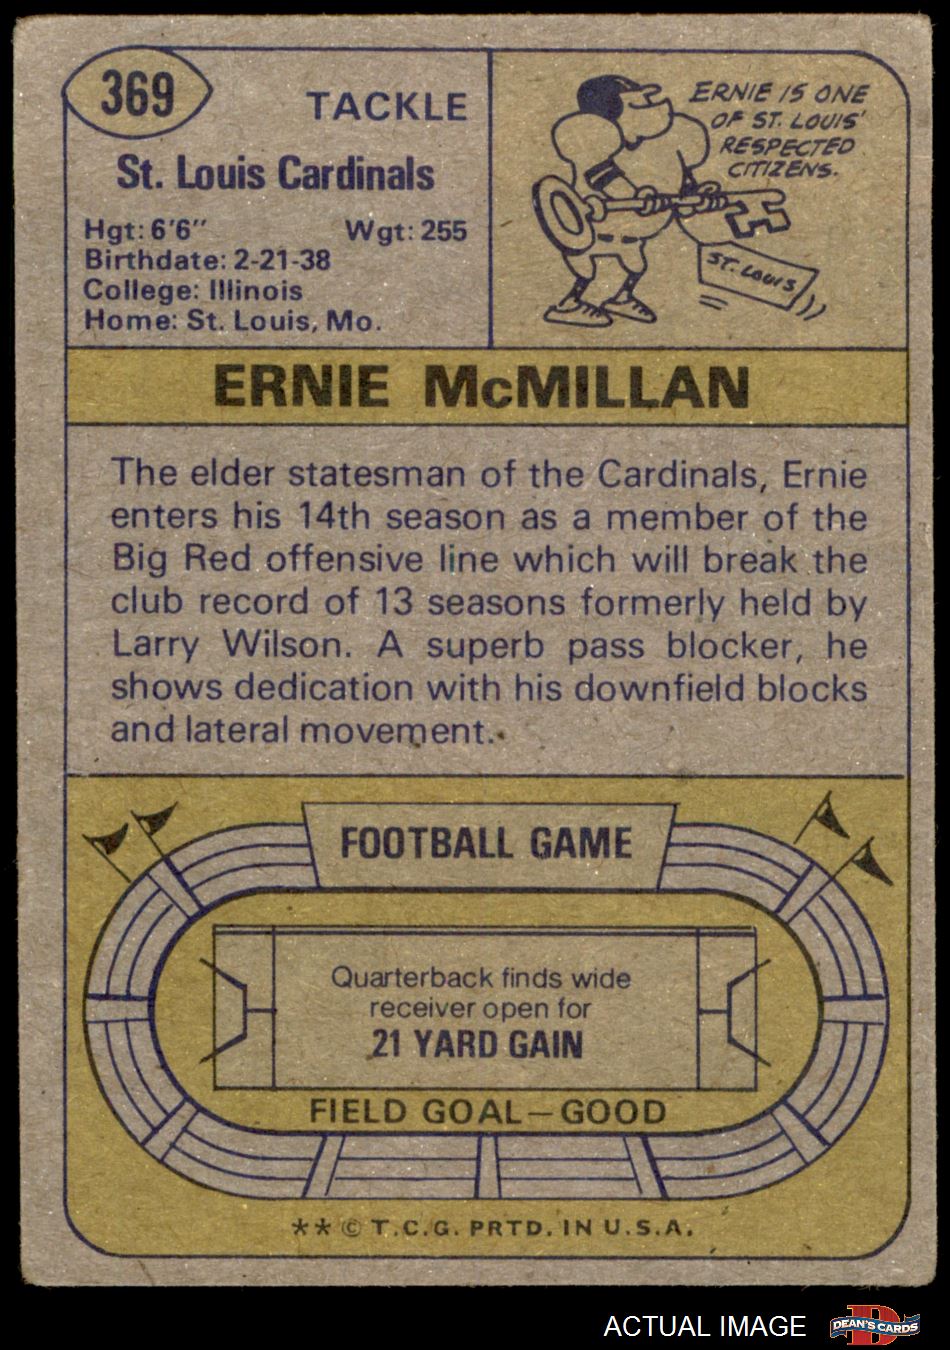 369
TACKLE
St. Louis Cardinals
Hgt: 6'6" Wgt: 255
Birthdate: 2-21-38
College: Illinois
Home: St. Louis, Mo.
ERNIE IS ONE
OF ST. LOUIS'
RESPECTED
CITIZENS.
ST. LOUIS
ERNIE McMILLAN
The elder statesman of the Cardinals, Ernie
enters his 14th season as a member of the
Big Red offensive line which will break the
club record of 13 seasons formerly held by
Larry Wilson. A superb pass blocker, he
shows dedication with his downfield blocks
and lateral movement.
FOOTBALL GAME
Quarterback finds wide
receiver open for
21 YARD GAIN
FIELD GOAL—GOOD
** © T.C.G. PRTD. IN U.S.A.
ACTUAL IMAGE
D
DEAN'S CARDS